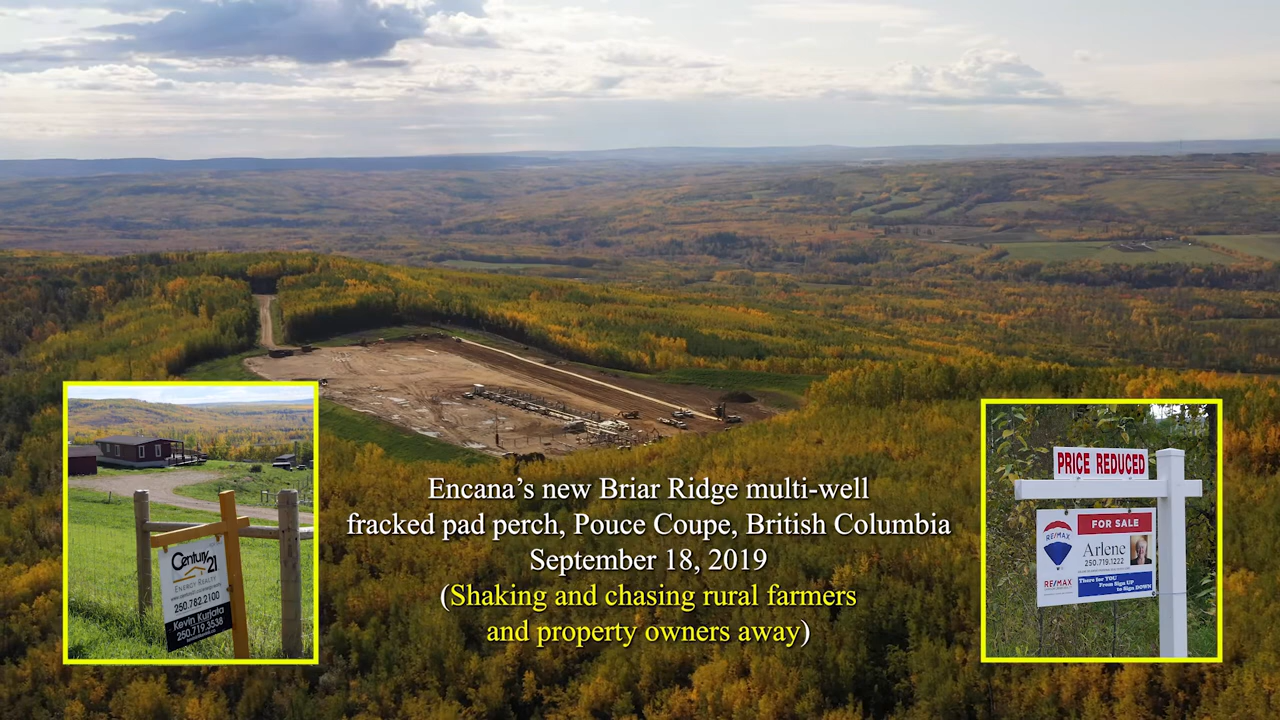 Encana’s new Briar Ridge multi-well
fracked pad perch, Pouce Coupe, British Columbia
September 18, 2019
(Shaking and chasing rural farmers
and property owners away)
Century 21
ENERGY REALTY
250.782.2100
Kevin Kurjata
250.719.3538
PRICE REDUCED
RE/MAX
FOR SALE
Arlene
250.719.1222
RE/MAX
There for YOU
From Sign UP
to Sign DOWN